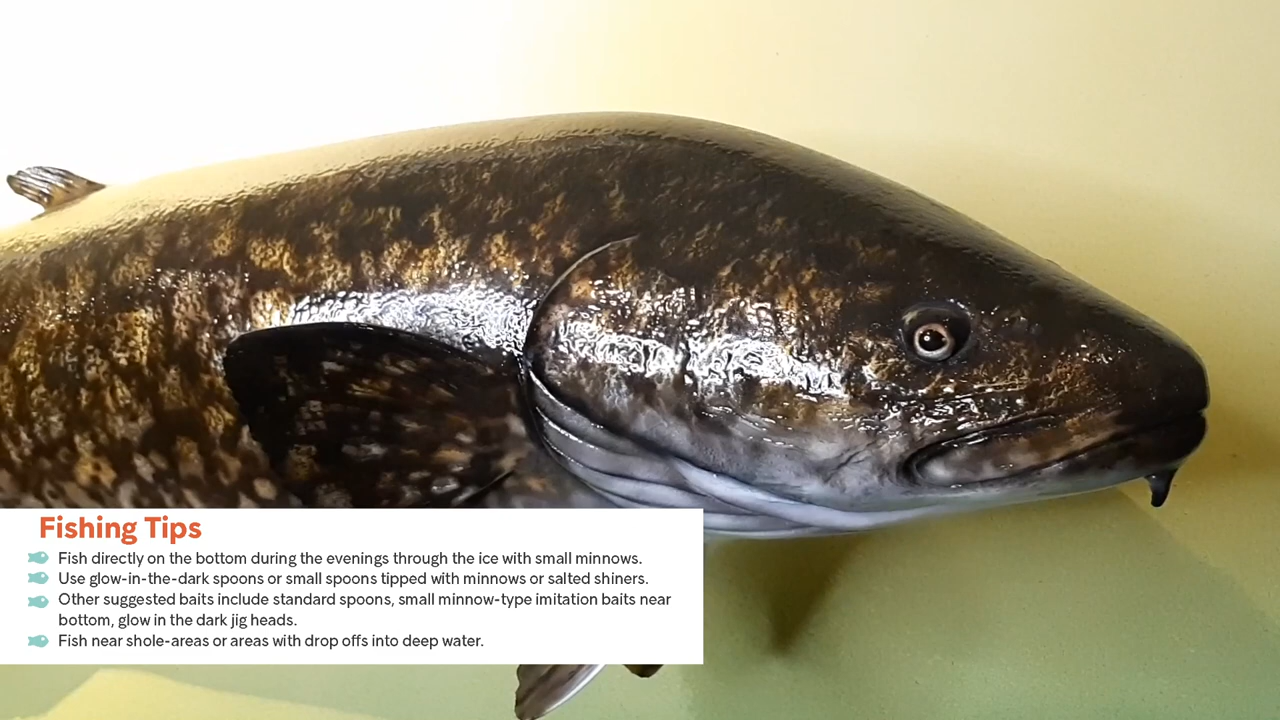 Fishing Tips
Fish directly on the bottom during the evenings through the ice with small minnows.
Use glow-in-the-dark spoons or small spoons tipped with minnows or salted shiners.
Other suggested baits include standard spoons, small minnow-type imitation baits near
bottom, glow in the dark jig heads.
Fish near shole-areas or areas with drop offs into deep water.